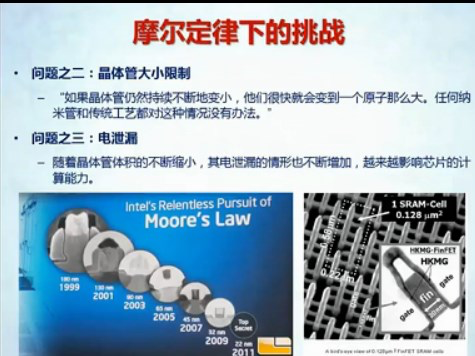 摩尔定律下的挑战
• 问题之二：晶体管大小限制
– “如果晶体管仍然持续不断地变小，他们很快就会变到一个原子那么大。任何纳
米管和传统工艺都对这种情况没有办法。”
• 问题之三：电泄漏
– 随着晶体管体积的不断缩小，其电泄漏的情形也不断增加，越来越影响芯片的计
算能力。
Intel's Relentless Pursuit of
Moore's Law
180 nm
1999
130 nm
2001
90 nm
2003
65 nm
2005
45 nm
2007
32 nm
2009
Top
Secret
22 nm
2011
1 SRAM-Cell
0.128 μm²
HKMG-FinFET
HKMG
fin
gate
gate
A bird's eye view of 0.128μm² FinFET SRAM cells